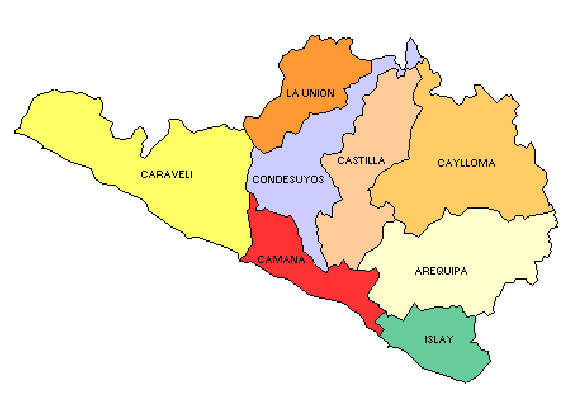 LA UNION
CASTILLA
CAYLLOMA
CARAVELI
CONDESUYOS
CAMANA
AREQUIPA
ISLAY